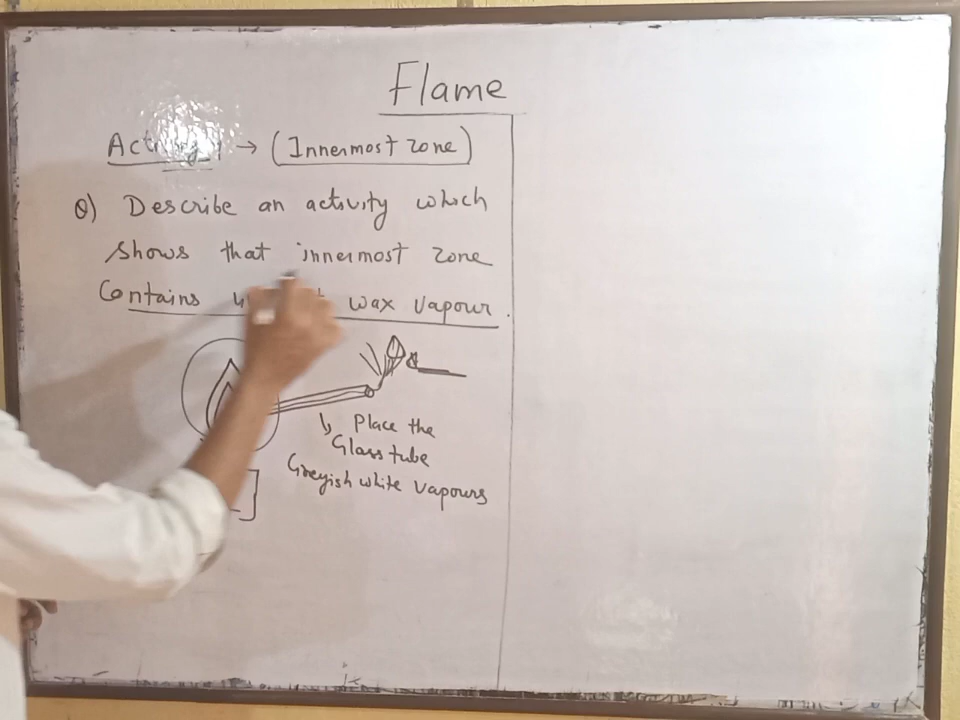 Flame
Activity → (Innermost zone)
Q) Describe an activity which
shows that innermost zone
Contains wax vapour.
Place the
Glass tube
Greyish white vapours